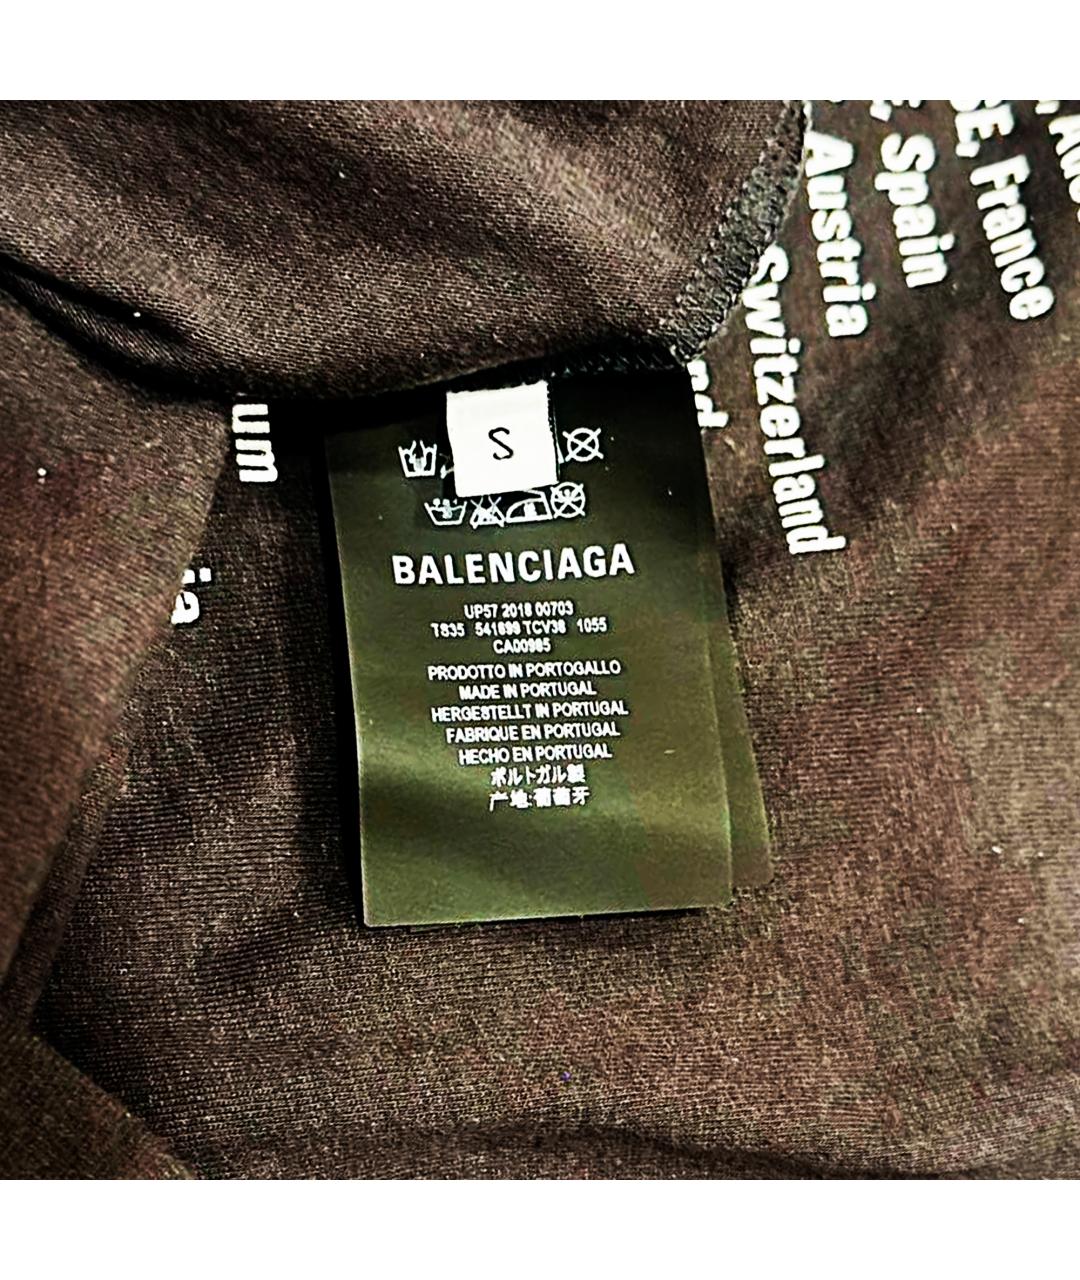 SE, France
Spain
Austria
Switzerland
um
S
BALENCIAGA
UP57 2018 00703
T835 541899 TCV38 1055
CA00985
PRODOTTO IN PORTOGALLO
MADE IN PORTUGAL
HERGESTELLT IN PORTUGAL
FABRIQUE EN PORTUGAL
HECHO EN PORTUGAL
ポルトガル製
产地:葡萄牙